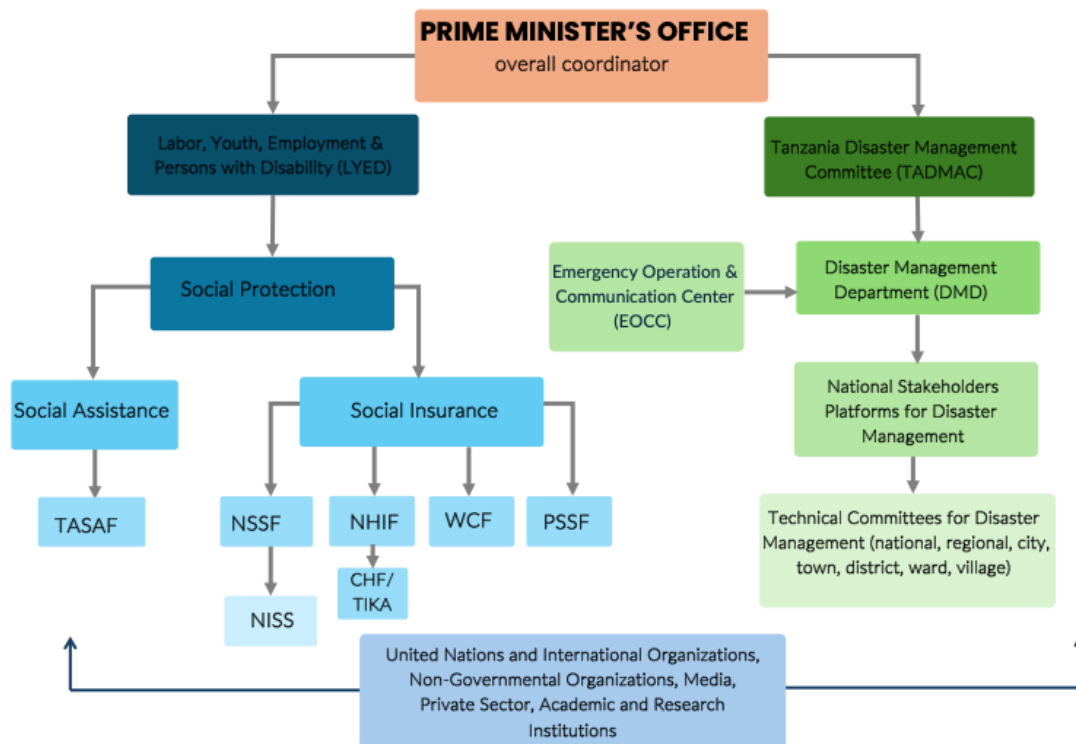 PRIME MINISTER'S OFFICE
overall coordinator
Labor, Youth, Employment &
Persons with Disability (LYED)
Tanzania Disaster Management
Committee (TADMAC)
Social Protection
Emergency Operation &
Communication Center
(EOCC)
Disaster Management
Department (DMD)
Social Assistance
Social Insurance
National Stakeholders
Platforms for Disaster
Management
TASAF
NSSF
NHIF
WCF
PSSF
NISS
CHF/
TIKA
Technical Committees for Disaster
Management (national, regional, city,
town, district, ward, village)
United Nations and International Organizations,
Non-Governmental Organizations, Media,
Private Sector, Academic and Research
Institutions